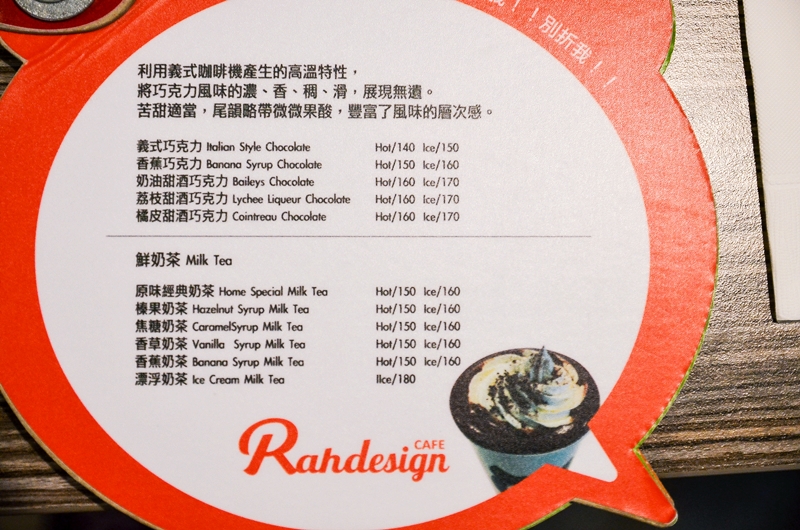 ！！別折我！！
利用義式咖啡機產生的高溫特性，
將巧克力風味的濃、香、稠、滑，展現無遺。
苦甜適當，尾韻略帶微微果酸，豐富了風味的層次感。
義式巧克力 Italian Style Chocolate Hot/140 Ice/150
香蕉巧克力 Banana Syrup Chocolate Hot/150 Ice/160
奶油甜酒巧克力 Baileys Chocolate Hot/160 Ice/170
荔枝甜酒巧克力 Lychee Liqueur Chocolate Hot/160 Ice/170
橘皮甜酒巧克力 Cointreau Chocolate Hot/160 Ice/170
鮮奶茶 Milk Tea
原味經典奶茶 Home Special Milk Tea Hot/150 Ice/160
榛果奶茶 Hazelnut Syrup Milk Tea Hot/150 Ice/160
焦糖奶茶 CaramelSyrup Milk Tea Hot/150 Ice/160
香草奶茶 Vanilla Syrup Milk Tea Hot/150 Ice/160
香蕉奶茶 Banana Syrup Milk Tea Hot/150 Ice/160
漂浮奶茶 Ice Cream Milk Tea IIce/180
Rahdesign CAFE